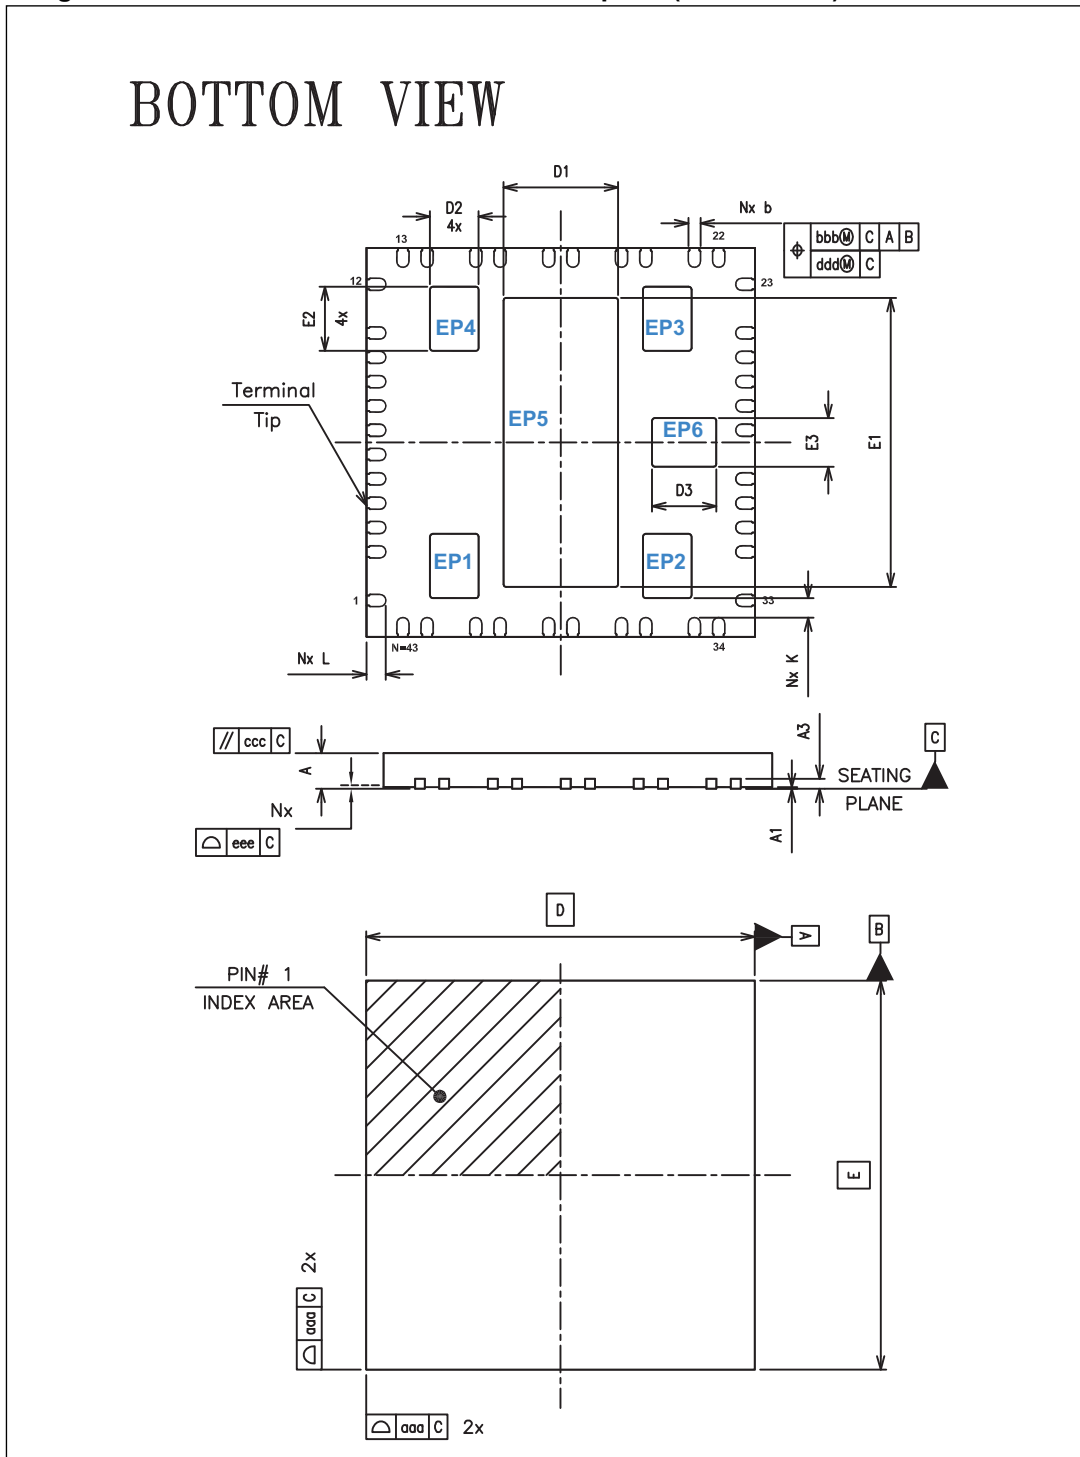 BOTTOM VIEW
D1
D2
4x
Nx b
13
22
bbbⓂ C A B
dddⓂ C
12
23
E2
4x
EP4
EP3
Terminal
Tip
EP5
EP6
E3
E1
D3
EP1
EP2
1
33
N=43
34
Nx L
Nx K
// ccc C
A
A3
C
SEATING
PLANE
Nx
A1
eee C
D
A
B
PIN# 1
INDEX AREA
E
2x
aaa C
aaa C 2x